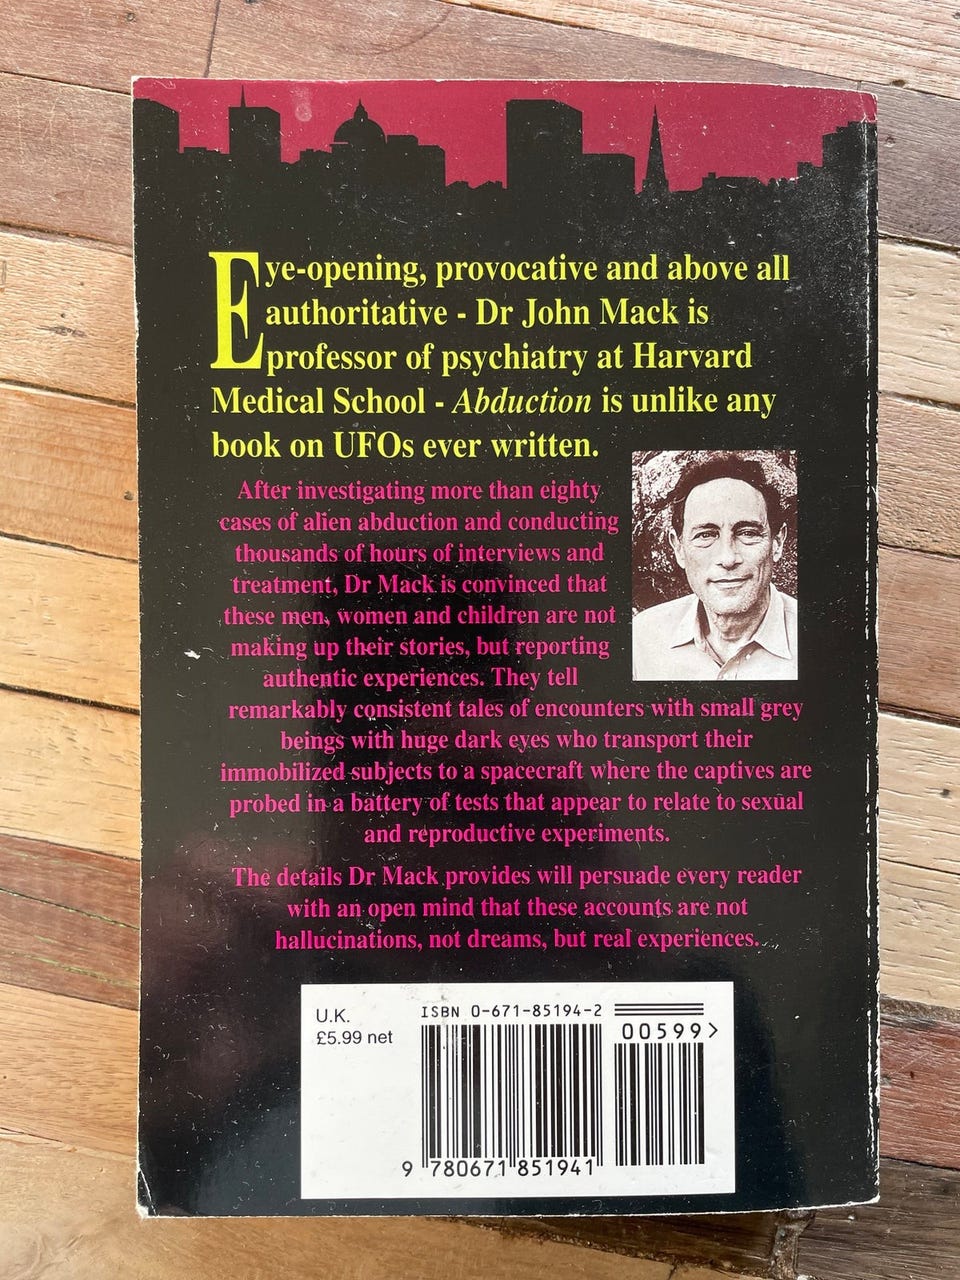 Eye-opening, provocative and above all
authoritative - Dr John Mack is
professor of psychiatry at Harvard
Medical School - Abduction is unlike any
book on UFOs ever written.
After investigating more than eighty
cases of alien abduction and conducting
thousands of hours of interviews and
treatment, Dr Mack is convinced that
these men, women and children are not
making up their stories, but reporting
authentic experiences. They tell
remarkably consistent tales of encounters with small grey
beings with huge dark eyes who transport their
immobilized subjects to a spacecraft where the captives are
probed in a battery of tests that appear to relate to sexual
and reproductive experiments.
The details Dr Mack provides will persuade every reader
with an open mind that these accounts are not
hallucinations, not dreams, but real experiences.
U.K.
£5.99 net
ISBN 0-671-85194-2
00599>
9 780671 851941